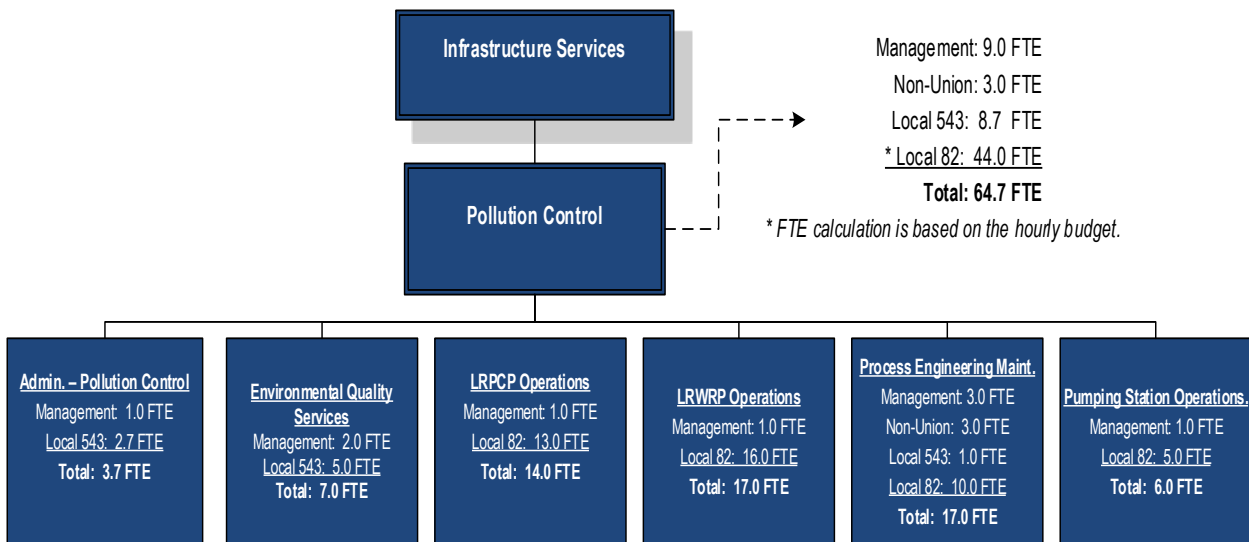 Infrastructure Services
Management: 9.0 FTE
Non-Union: 3.0 FTE
Local 543: 8.7 FTE
* Local 82: 44.0 FTE
Total: 64.7 FTE
* FTE calculation is based on the hourly budget.
Pollution Control
Admin. – Pollution Control
Management: 1.0 FTE
Local 543: 2.7 FTE
Total: 3.7 FTE
Environmental Quality
Services
Management: 2.0 FTE
Local 543: 5.0 FTE
Total: 7.0 FTE
LRPCP Operations
Management: 1.0 FTE
Local 82: 13.0 FTE
Total: 14.0 FTE
LRWRP Operations
Management: 1.0 FTE
Local 82: 16.0 FTE
Total: 17.0 FTE
Process Engineering Maint.
Management: 3.0 FTE
Non-Union: 3.0 FTE
Local 543: 1.0 FTE
Local 82: 10.0 FTE
Total: 17.0 FTE
Pumping Station Operations.
Management: 1.0 FTE
Local 82: 5.0 FTE
Total: 6.0 FTE